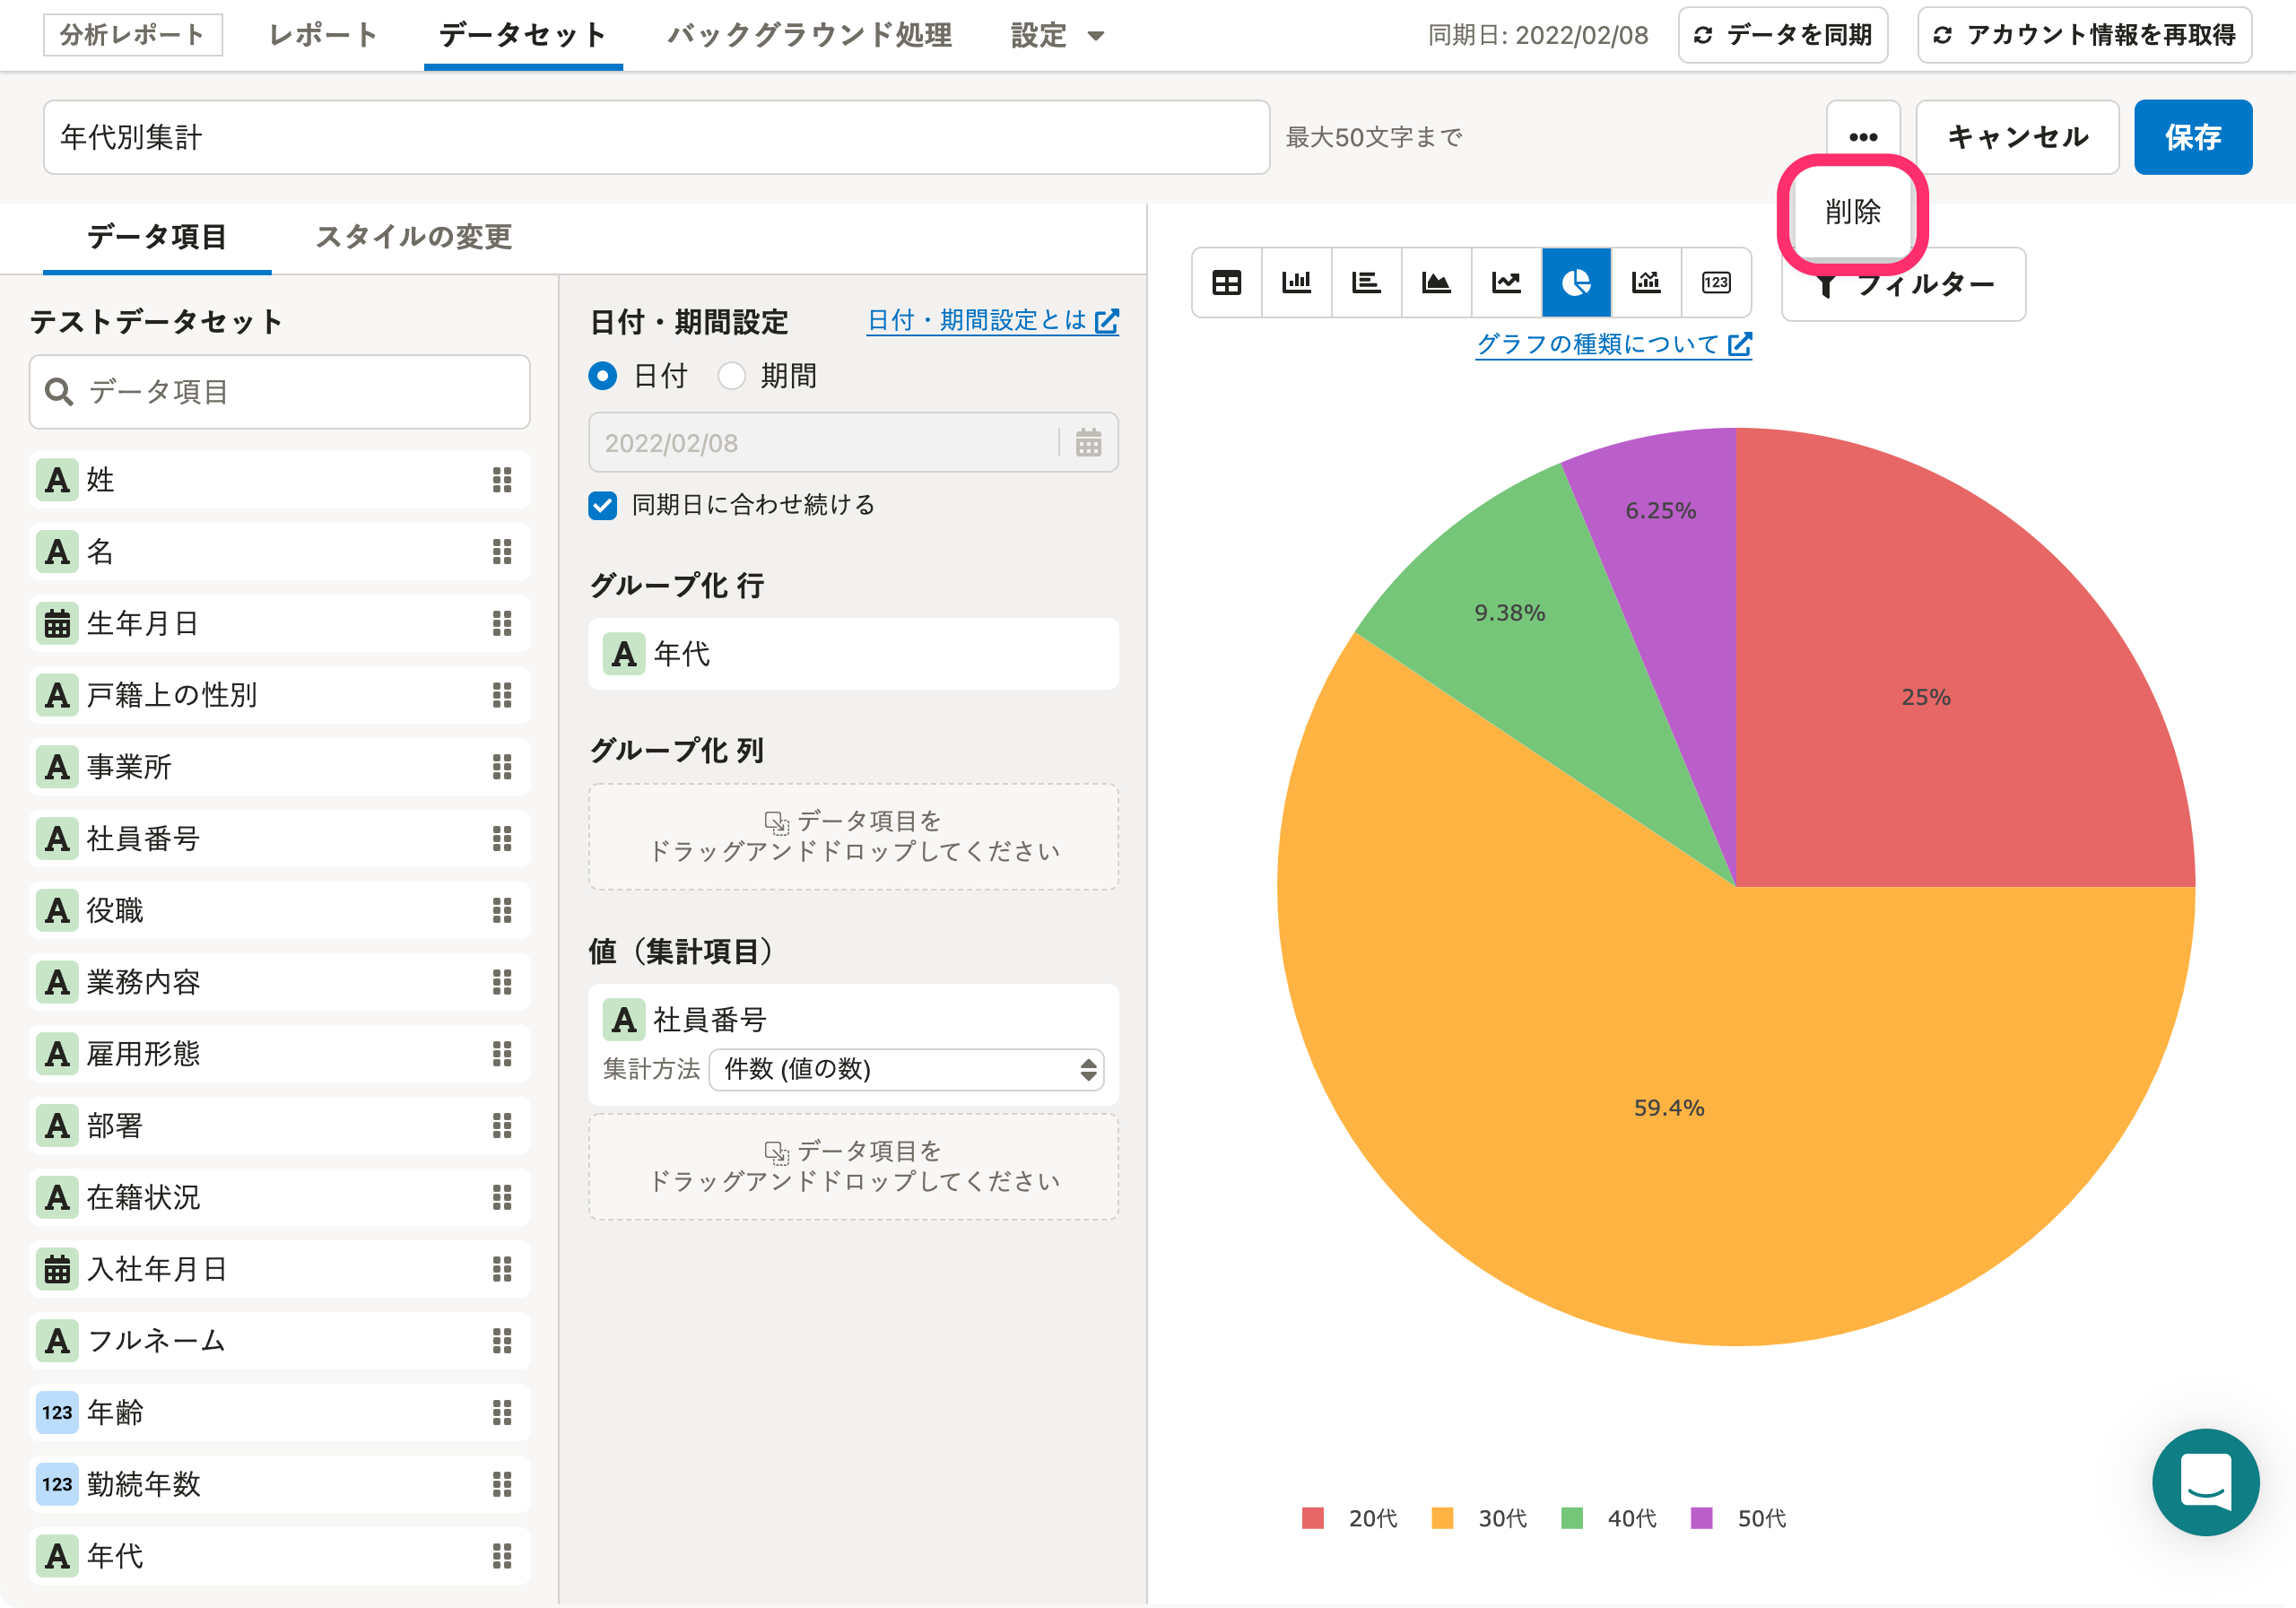 分析レポート
レポート
データセット
バックグラウンド処理
設定
同期日: 2022/02/08
データを同期
アカウント情報を再取得
年代別集計
最大50文字まで
•••
キャンセル
保存
削除
データ項目
スタイルの変更
テストデータセット
データ項目
A 姓
A 名
生年月日
A 戸籍上の性別
A 事業所
A 社員番号
A 役職
A 業務内容
A 雇用形態
A 部署
A 在籍状況
入社年月日
A フルネーム
123 年齢
123 勤続年数
A 年代
日付・期間設定
日付・期間設定とは
日付
期間
2022/02/08
同期日に合わせ続ける
グループ化 行
A 年代
グループ化 列
データ項目を
ドラッグアンドドロップしてください
値（集計項目）
A 社員番号
集計方法 件数 (値の数)
データ項目を
ドラッグアンドドロップしてください
123
フィルター
グラフの種類について
6.25%
9.38%
25%
59.4%
20代
30代
40代
50代